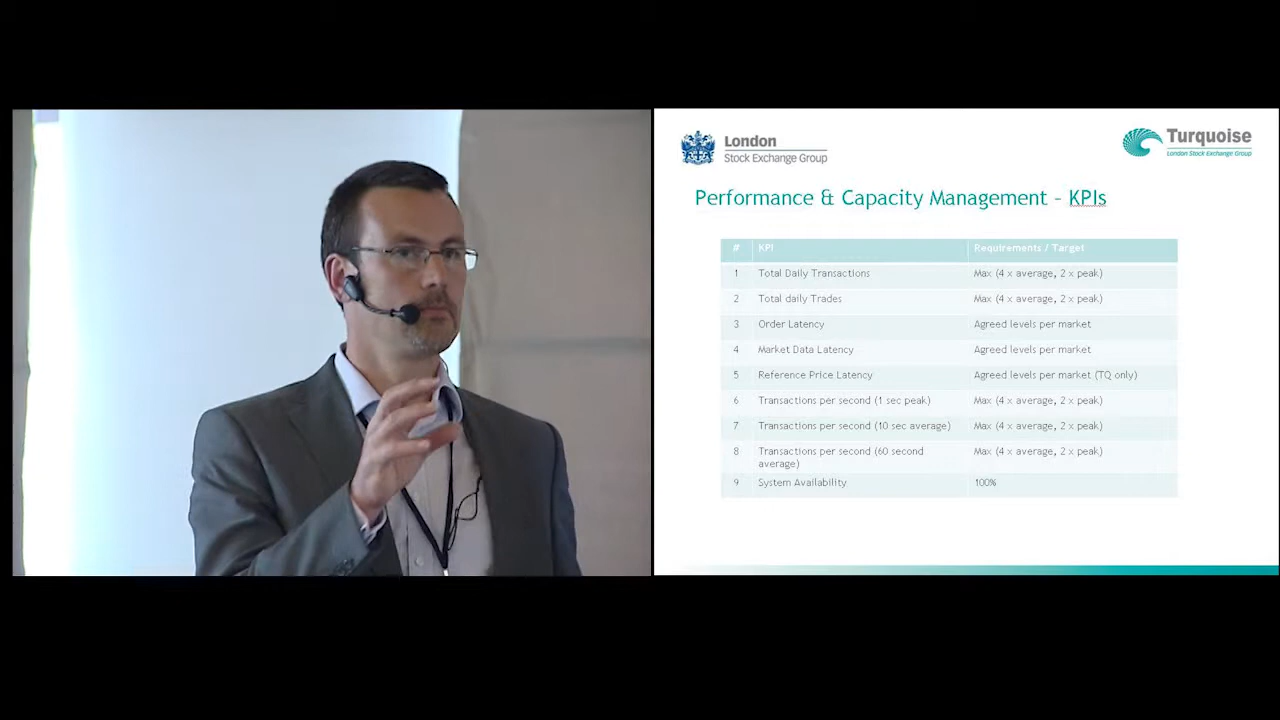 London
Stock Exchange Group
Turquoise
London Stock Exchange Group
Performance & Capacity Management – KPIs
# KPI Requirements / Target
1 Total Daily Transactions Max (4 x average, 2 x peak)
2 Total daily Trades Max (4 x average, 2 x peak)
3 Order Latency Agreed levels per market
4 Market Data Latency Agreed levels per market
5 Reference Price Latency Agreed levels per market (TQ only)
6 Transactions per second (1 sec peak) Max (4 x average, 2 x peak)
7 Transactions per second (10 sec average) Max (4 x average, 2 x peak)
8 Transactions per second (60 second Max (4 x average, 2 x peak)
average)
9 System Availability 100%